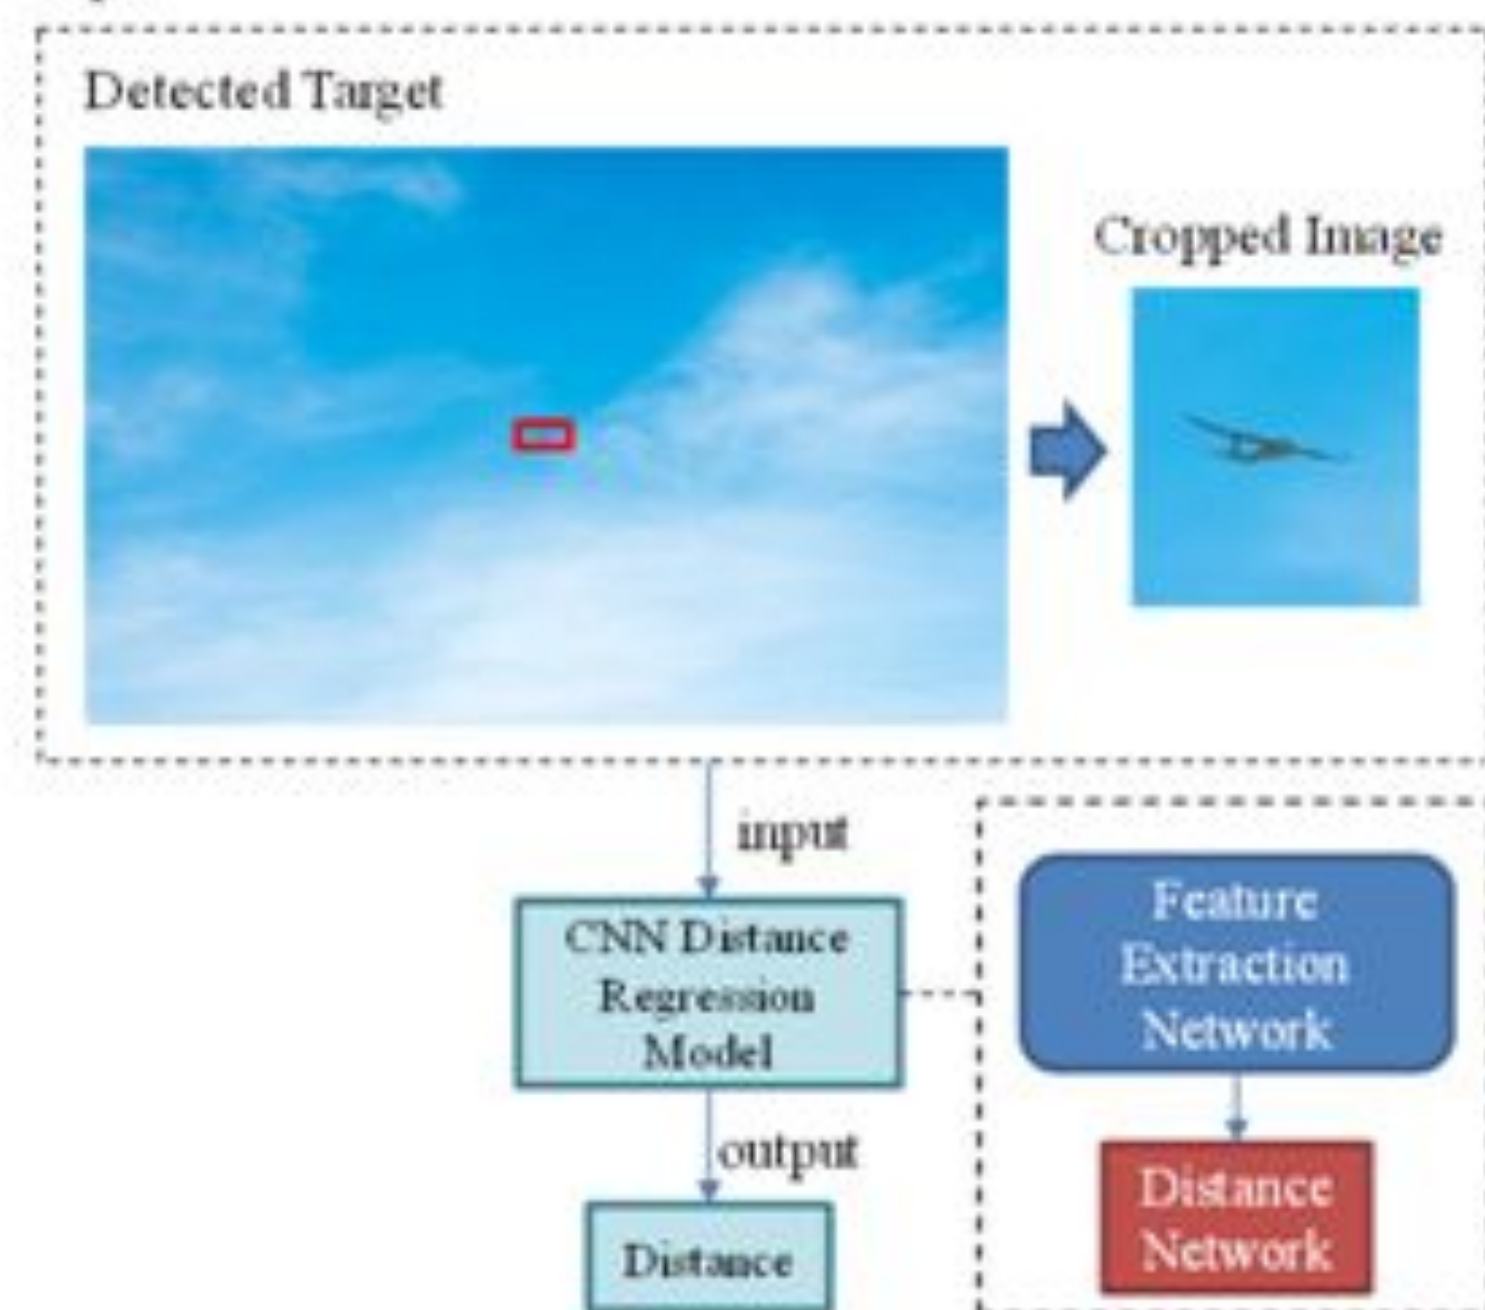 Detected Target
Cropped Image
input
CNN Distance
Regression
Model
output
Distance
Feature
Extraction
Network
Distance
Network